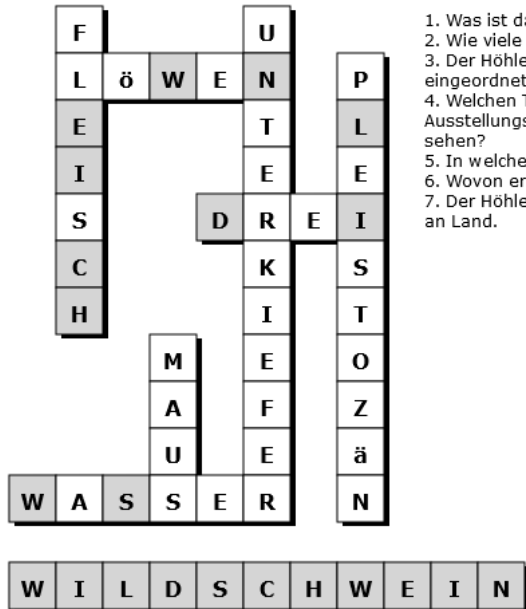 F U
L ö W E N P
E T L
I E E
S D R E I
C K S
H I T
M E O
A F Z
U E ä
W A S S E R N
W I L D S C H W E I N
1. Was ist da
2. Wie viele
3. Der Höhle
eingeordnet
4. Welchen T
Ausstellungs
sehen?
5. In welche
6. Wovon er
7. Der Höhle
an Land.